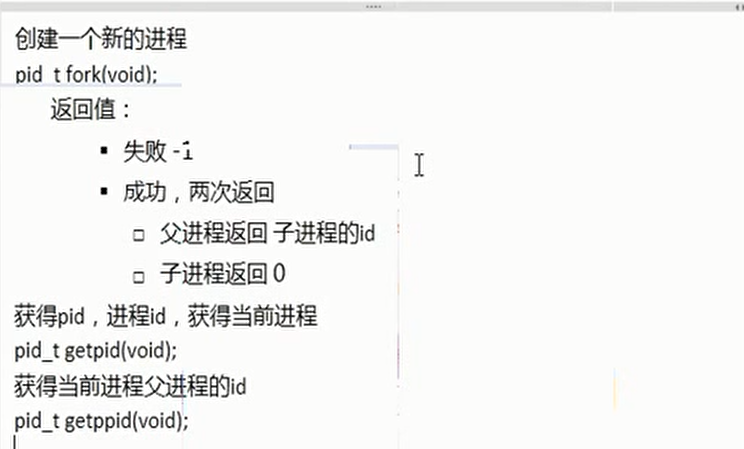 创建一个新的进程
pid_t fork(void);
返回值：
▪ 失败 -1
▪ 成功，两次返回
□ 父进程返回 子进程的id
□ 子进程返回 0
获得pid，进程id，获得当前进程
pid_t getpid(void);
获得当前进程父进程的id
pid_t getppid(void);